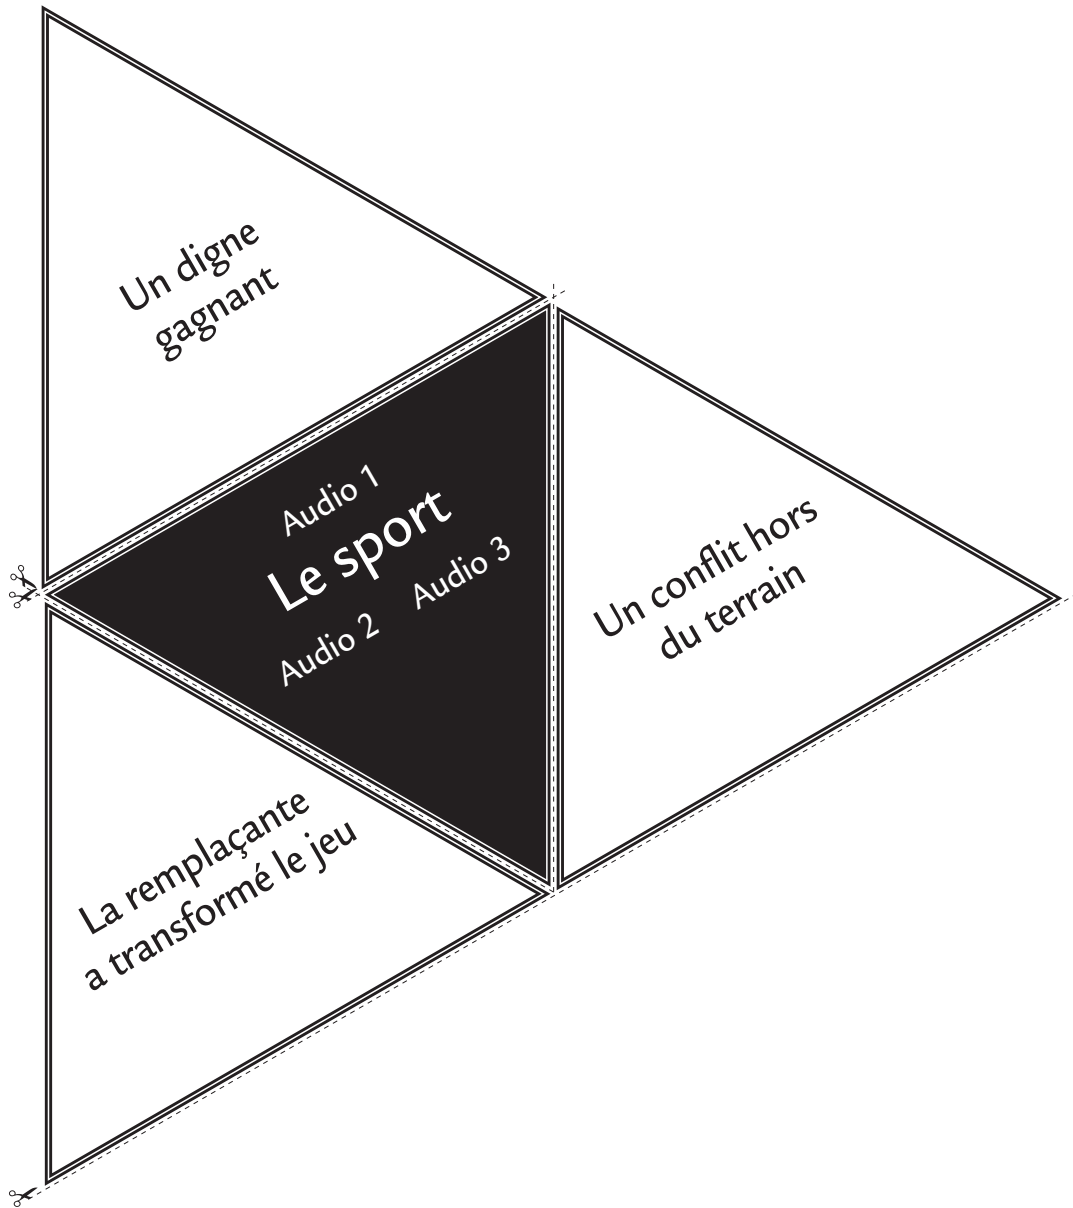 Un digne
gagnant
Audio 1
Le sport
Audio 2
Audio 3
Un conflit hors
du terrain
La remplaçante
a transformé le jeu